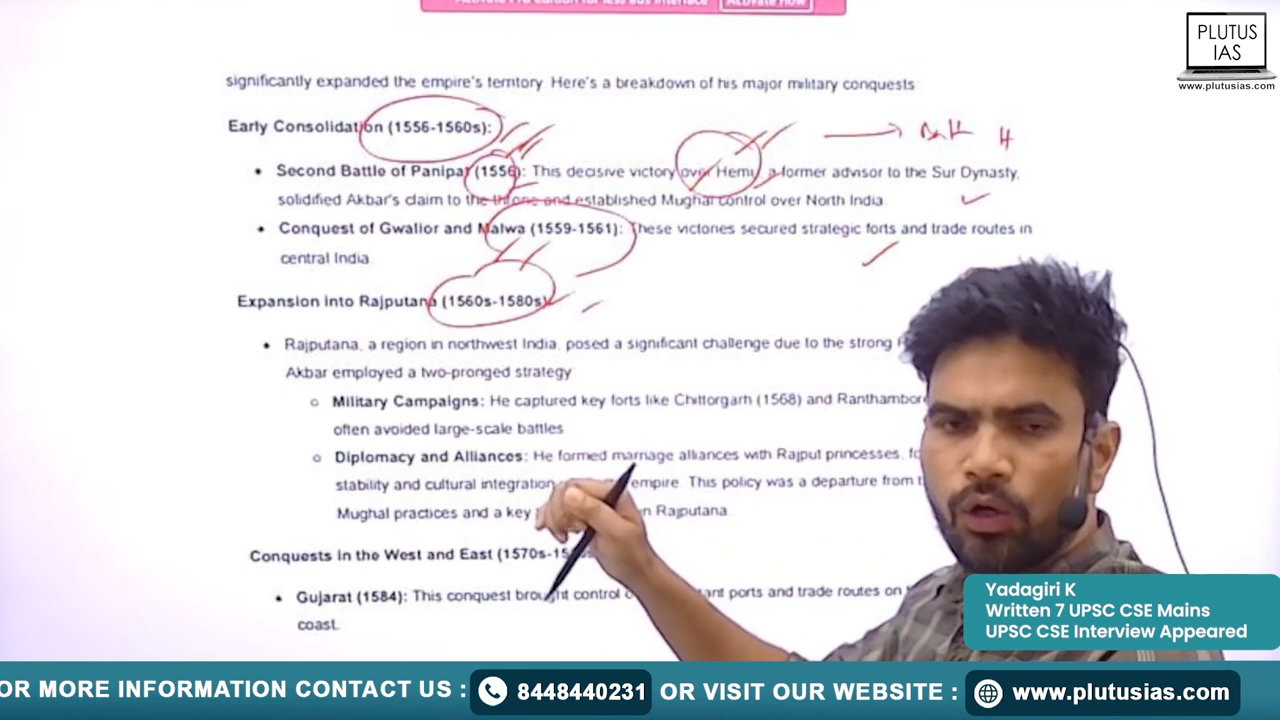 PLUTUS
IAS
www.plutusias.com
significantly expanded the empire's territory Here's a breakdown of his major military conquests
Early Consolidation (1556-1560s):
• Second Battle of Panipat (1556): This decisive victory over Hemu, a former advisor to the Sur Dynasty,
solidified Akbar's claim to the throne and established Mughal control over North India
• Conquest of Gwalior and Malwa (1559-1561): These victories secured strategic forts and trade routes in
central India
Expansion into Rajputana (1560s-1580s)
• Rajputana, a region in northwest India, posed a significant challenge due to the strong
Akbar employed a two-pronged strategy
o Military Campaigns: He captured key forts like Chittorgarh (1568) and Ranthambor
often avoided large-scale battles
o Diplomacy and Alliances: He formed marriage alliances with Rajput princesses,
stability and cultural integration empire. This policy was a departure from
Mughal practices and a key in Rajputana
Conquests in the West and East (1570s-15
• Gujarat (1584): This conquest brought control ports and trade routes on
coast.
Yadagiri K
Written 7 UPSC CSE Mains
UPSC CSE Interview Appeared
OR MORE INFORMATION CONTACT US : 8448440231 OR VISIT OUR WEBSITE : www.plutusias.com